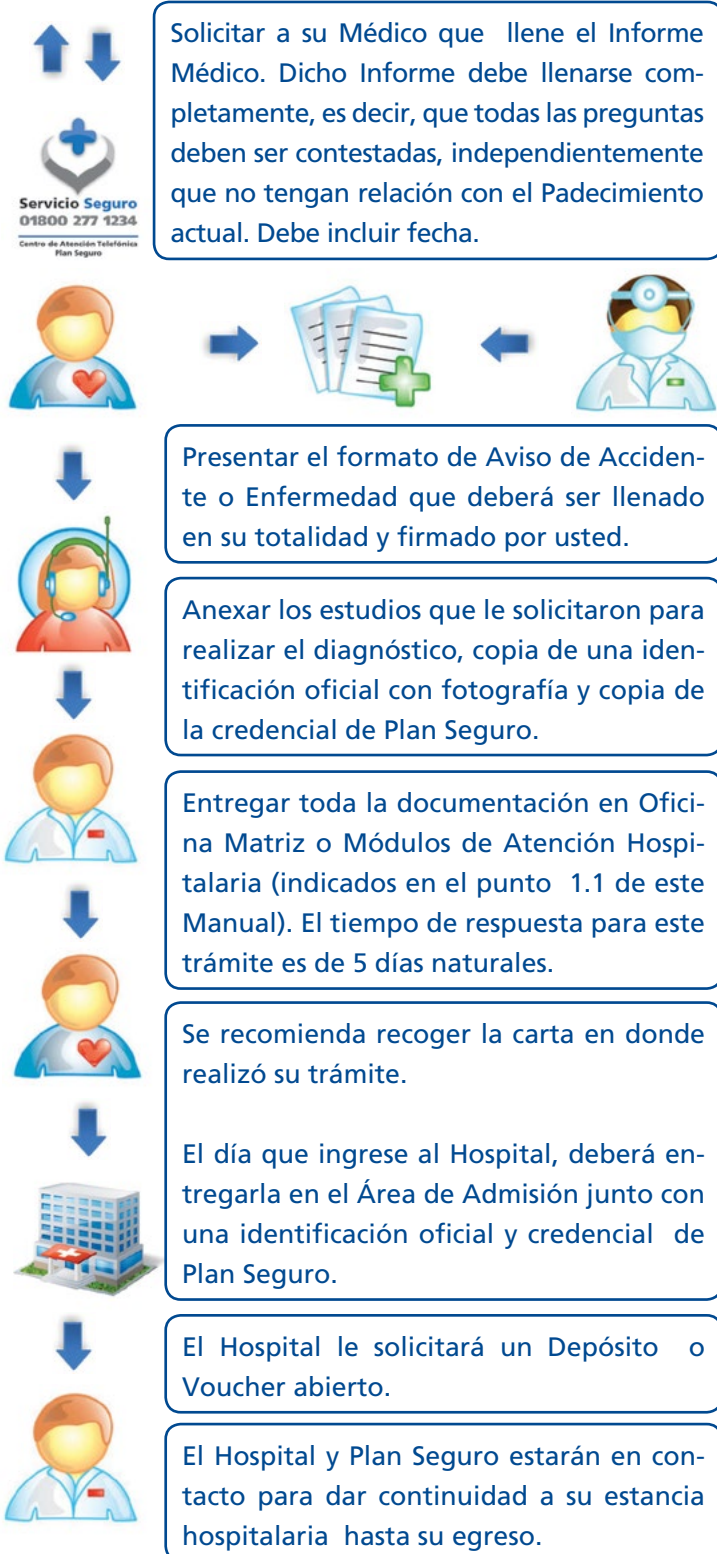 Solicitar a su Médico que llene el Informe
Médico. Dicho Informe debe llenarse com-
pletamente, es decir, que todas las preguntas
deben ser contestadas, independientemente
que no tengan relación con el Padecimiento
actual. Debe incluir fecha.
Servicio Seguro
01800 277 1234
Centro de Atención Telefónica
Plan Seguro
Presentar el formato de Aviso de Acciden-
te o Enfermedad que deberá ser llenado
en su totalidad y firmado por usted.
Anexar los estudios que le solicitaron para
realizar el diagnóstico, copia de una iden-
tificación oficial con fotografía y copia de
la credencial de Plan Seguro.
Entregar toda la documentación en Ofici-
na Matriz o Módulos de Atención Hospi-
talaria (indicados en el punto 1.1 de este
Manual). El tiempo de respuesta para este
trámite es de 5 días naturales.
Se recomienda recoger la carta en donde
realizó su trámite.
El día que ingrese al Hospital, deberá en-
tregarla en el Área de Admisión junto con
una identificación oficial y credencial de
Plan Seguro.
El Hospital le solicitará un Depósito o
Voucher abierto.
El Hospital y Plan Seguro estarán en con-
tacto para dar continuidad a su estancia
hospitalaria hasta su egreso.